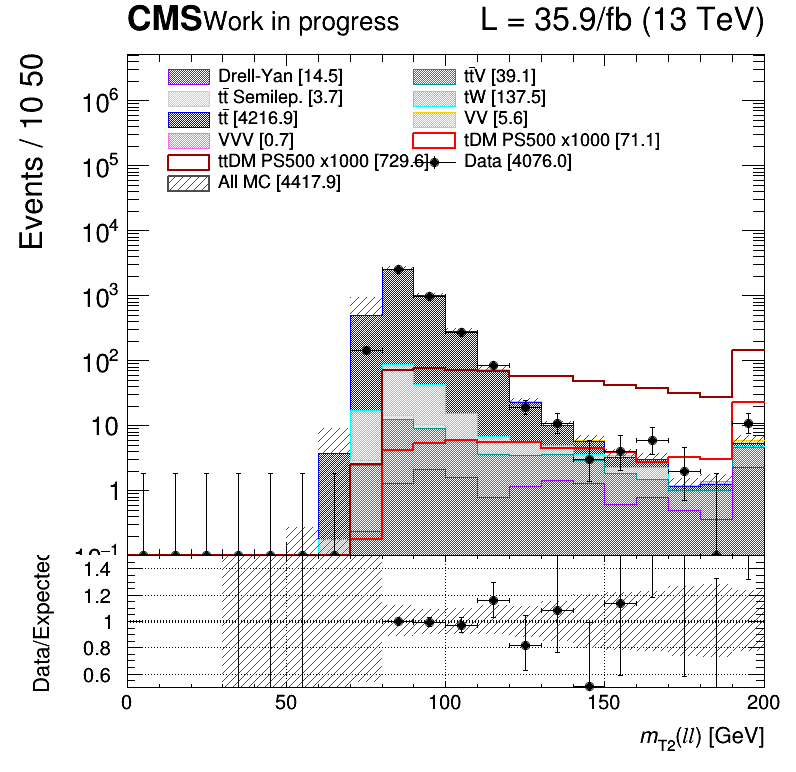 CMS Work in progress L = 35.9/fb (13 TeV)
Events / 10 50
Drell-Yan [14.5] tt̄V [39.1]
tt̄ Semilep. [3.7] tW [137.5]
tt̄ [4216.9] VV [5.6]
VVV [0.7] tDM PS500 x1000 [71.1]
ttDM PS500 x1000 [729.6] Data [4076.0]
All MC [4417.9]
10⁶
10⁵
10⁴
10³
10²
10
1
10⁻¹
Data/Expected
1.4
1.2
1
0.8
0.6
0 50 100 150 200
m_T2(ll) [GeV]